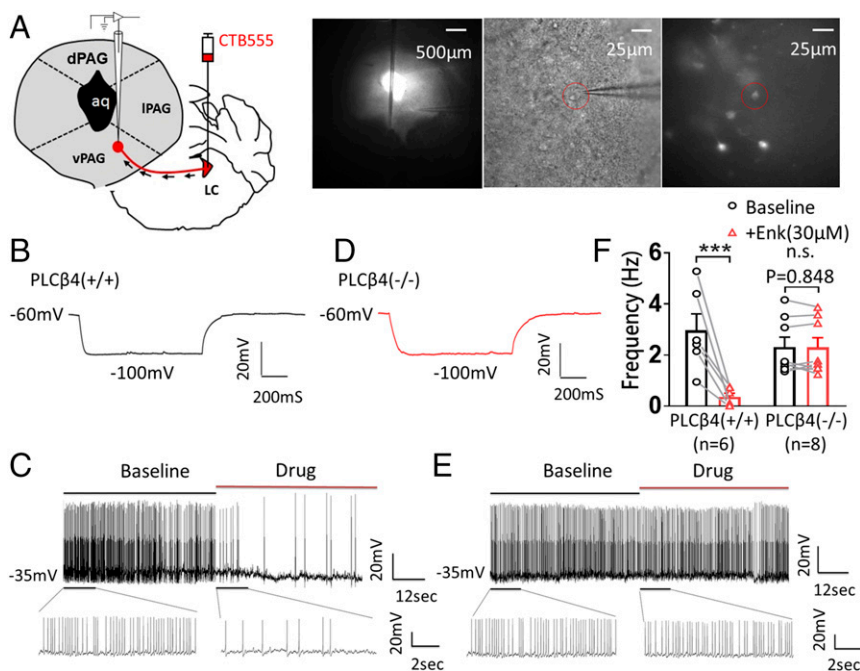 A
CTB555
dPAG
aq
lPAG
vPAG
LC
500μm
25μm
25μm
B
PLCβ4(+/+)
-60mV
-100mV
20mV
200mS
D
PLCβ4(-/-)
-60mV
-100mV
20mV
200mS
F
Baseline
+Enk(30μM)
n.s.
***
P=0.848
Frequency (Hz)
6
4
2
0
PLCβ4(+/+)
(n=6)
PLCβ4(-/-)
(n=8)
C
Baseline
Drug
-35mV
20mV
12sec
20mV
2sec
E
Baseline
Drug
-35mV
20mV
12sec
20mV
2sec